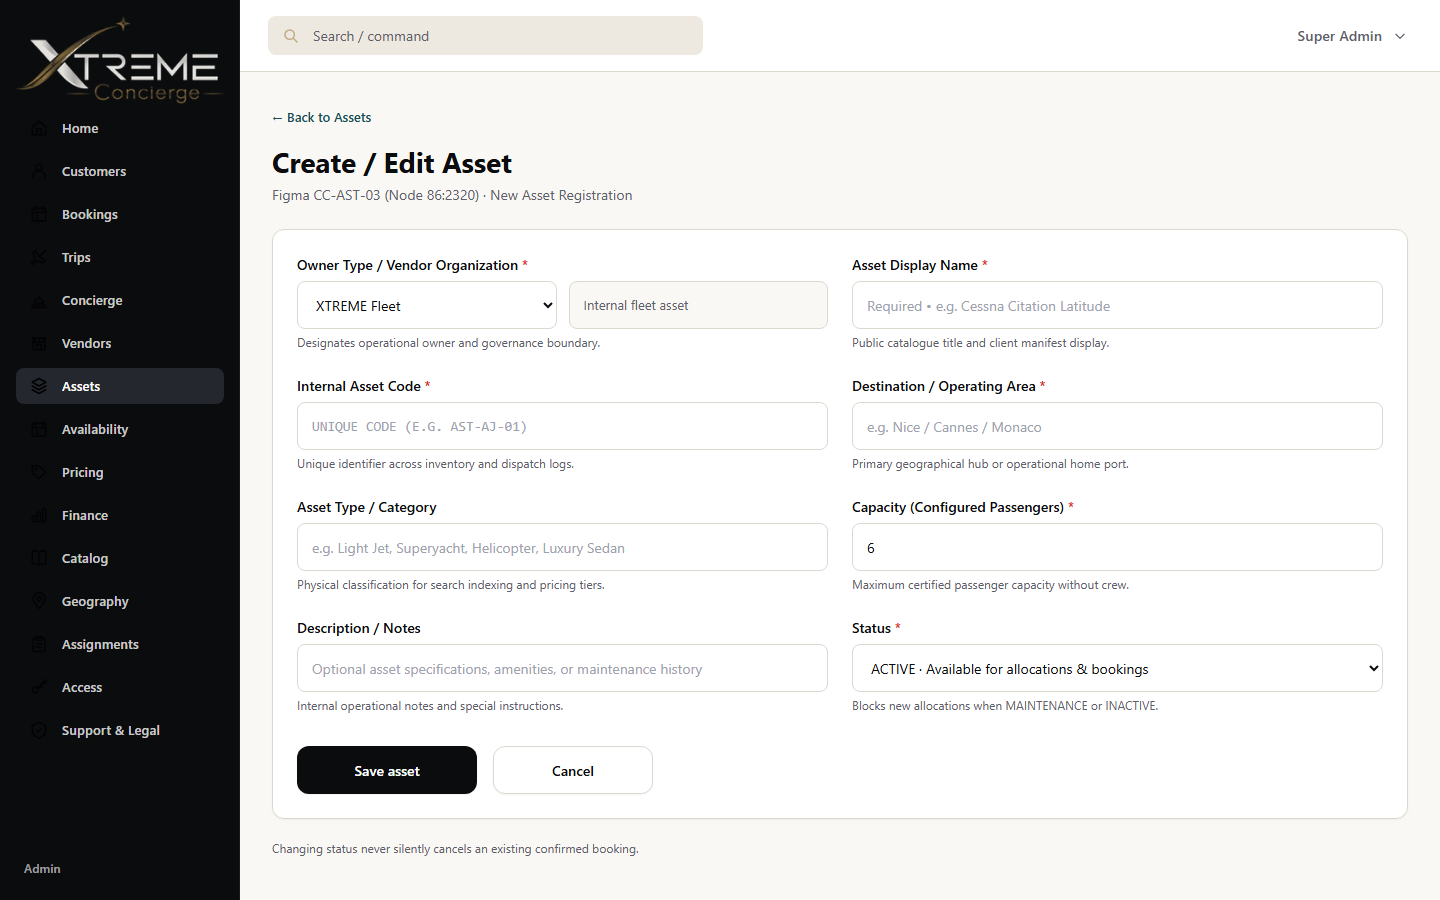 XTREME
Concierge
Home
Customers
Bookings
Trips
Concierge
Vendors
Assets
Availability
Pricing
Finance
Catalog
Geography
Assignments
Access
Support & Legal
Admin
Search / command
Super Admin
← Back to Assets
Create / Edit Asset
Figma CC-AST-03 (Node 86:2320) · New Asset Registration
Owner Type / Vendor Organization *
XTREME Fleet
Internal fleet asset
Designates operational owner and governance boundary.
Asset Display Name *
Required • e.g. Cessna Citation Latitude
Public catalogue title and client manifest display.
Internal Asset Code *
UNIQUE CODE (E.G. AST-AJ-01)
Unique identifier across inventory and dispatch logs.
Destination / Operating Area *
e.g. Nice / Cannes / Monaco
Primary geographical hub or operational home port.
Asset Type / Category
e.g. Light Jet, Superyacht, Helicopter, Luxury Sedan
Physical classification for search indexing and pricing tiers.
Capacity (Configured Passengers) *
6
Maximum certified passenger capacity without crew.
Description / Notes
Optional asset specifications, amenities, or maintenance history
Internal operational notes and special instructions.
Status *
ACTIVE · Available for allocations & bookings
Blocks new allocations when MAINTENANCE or INACTIVE.
Save asset
Cancel
Changing status never silently cancels an existing confirmed booking.